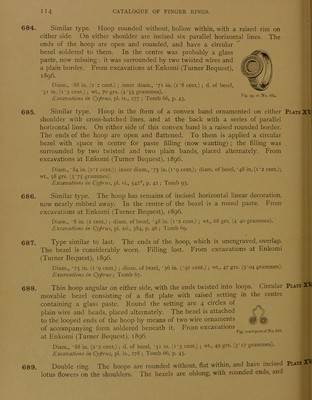 114 CATALOGUE OF FINGER RINGS.
684. Similar type. Hoop rounded without, hollow within, with a raised rim on
either side. On either shoulder are incised six parallel horizontal lines. The
ends of the hoop are open and rounded, and have a circular
bezel soldered to them. In the centre was probably a glass
paste, now missing: it was surrounded by two twisted wires and
a plain border. From excavations at Enkomi (Turner Bequest),
1896.
Diam., ·68 in. (1·7 cent.); inner diam., ·71 in. (1·8 cent.); d. of bezel,
·51 in. (1·3 cent.); wt., 70 grs. (4·53 grammes).
Excavations in Cyprus, pl. ix., 177; Tomb 66, p. 43.
Fig. 91 = No. 684.
685. Similar type. Hoop in the form of a convex band ornamented on either
shoulder with cross-hatched lines, and at the back with a series of parallel
horizontal lines. On either side of this convex band is a raised rounded border.
The ends of the hoop are open and flattened. To them is applied a circular
bezel with space in centre for paste filling (now wanting); the filling was
surrounded by two twisted and two plain bands, placed alternately. From
excavations at Enkomi (Turner Bequest), 1896.
Diam., ·84 in. (2·1 cent.); inner diam., ·75 in. (1·9 cent.); diam. of bezel, ·48 in. (1·2 cent.);
wt., 58 grs. (3·75 grammes).
Excavations in Cyprus, 56, vi., 542*, p. 42; Tomb 93.
PLATE XV
686. Similar type. The hoop has remains of incised horizontal linear decoration,
now nearly rubbed away. In the centre of the bezel is a round paste. From
excavations at Enkomi (Turner Bequest), 1896.
Diam., ·8 in. (2 cent.); diam. of bezel, ·48 in. (1·2 cent.); wt., 68 grs. (4·40 grammes).
Excavations in Cyprus, 56, xi., 384, p. 46; Tomb 69.
687. Type similar to last. The ends of the hoop, which is unengraved, overlap.
The bezel is considerably worn. Filling lost. From excavations at Enkomi
(Turner Bequest), 1896.
Diam., ·75 in. (1·9 cent.); diam. of bezel, ·36 in. (·91 cent.); wt., 47 grs. (3·04 grammes).
Excavations in Cyprus; Tomb 67.
688. Thin hoop angular on either side, with the ends twisted into loops. Circular
movable bezel consisting of a flat plate with raised setting in the centre
containing a glass paste. Round the setting are 4 circles of
plain wire and beads, placed alternately. The bezel is attached
to the looped ends of the hoop by means of two wire ornaments
of accompanying form soldered beneath it. From excavations
at Enkomi (Turner Bequest), 1896.
Diam., ·68 in. (1·7 cent.); d. of bezel, ·51 in. (1·3 cent.); wt., 49 grs. (3·17 grammes).
Excavations in Cyprus, pl. ix., 176; Tomb 66, p. 43.
PLATE XV
689. Double ring. The hoops are rounded without, flat within, and have incised
lotus flowers on the shoulders. The bezels are oblong, with rounded ends, and
PLATE XV